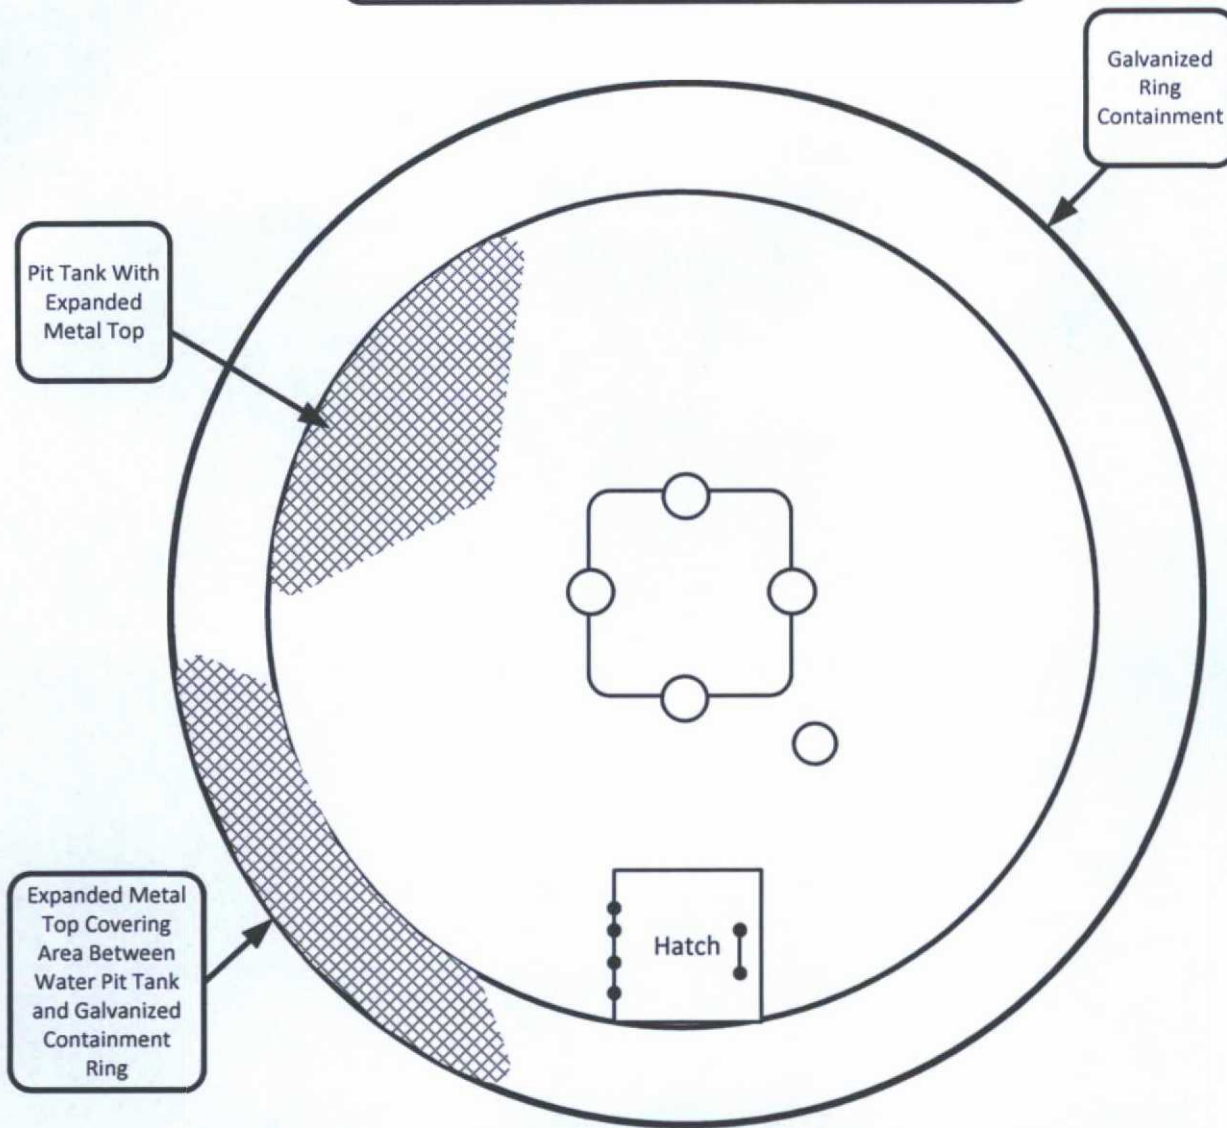 Galvanized
Ring
Containment
Pit Tank With
Expanded
Metal Top
Expanded Metal
Top Covering
Area Between
Water Pit Tank
and Galvanized
Containment
Ring
Hatch